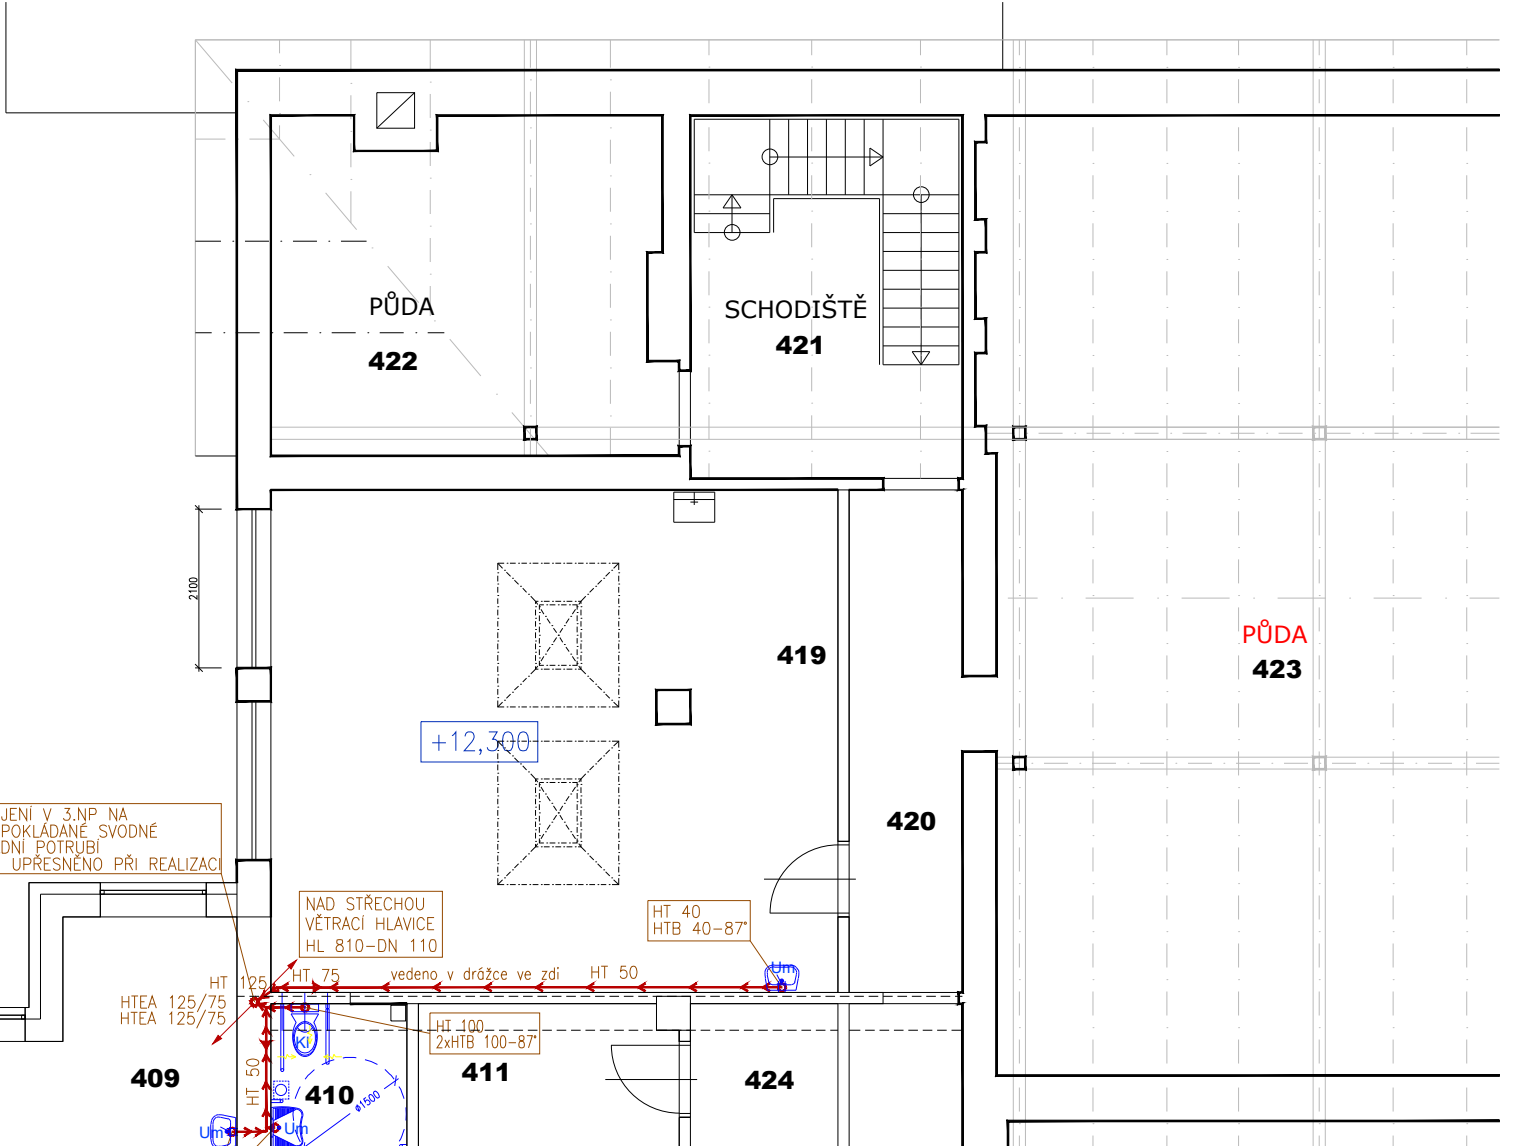 PŮDA
422
SCHODIŠTĚ
421
2100
419
PŮDA
423
+12,300
420
JENÍ V 3.NP NA
POKLÁDANÉ SVODNÉ
DNÍ POTRUBÍ
UPŘESNĚNO PŘI REALIZACI
NAD STŘECHOU
VĚTRACÍ HLAVICE
HL 810-DN 110
HT 40
HTB 40-87°
Um
HT 125
HT 75
vedeno v drážce ve zdi
HT 50
HTEA 125/75
HTEA 125/75
HT 100
2xHTB 100-87°
Kl
409
HT 50
410
ø1500
411
424
Um
Um